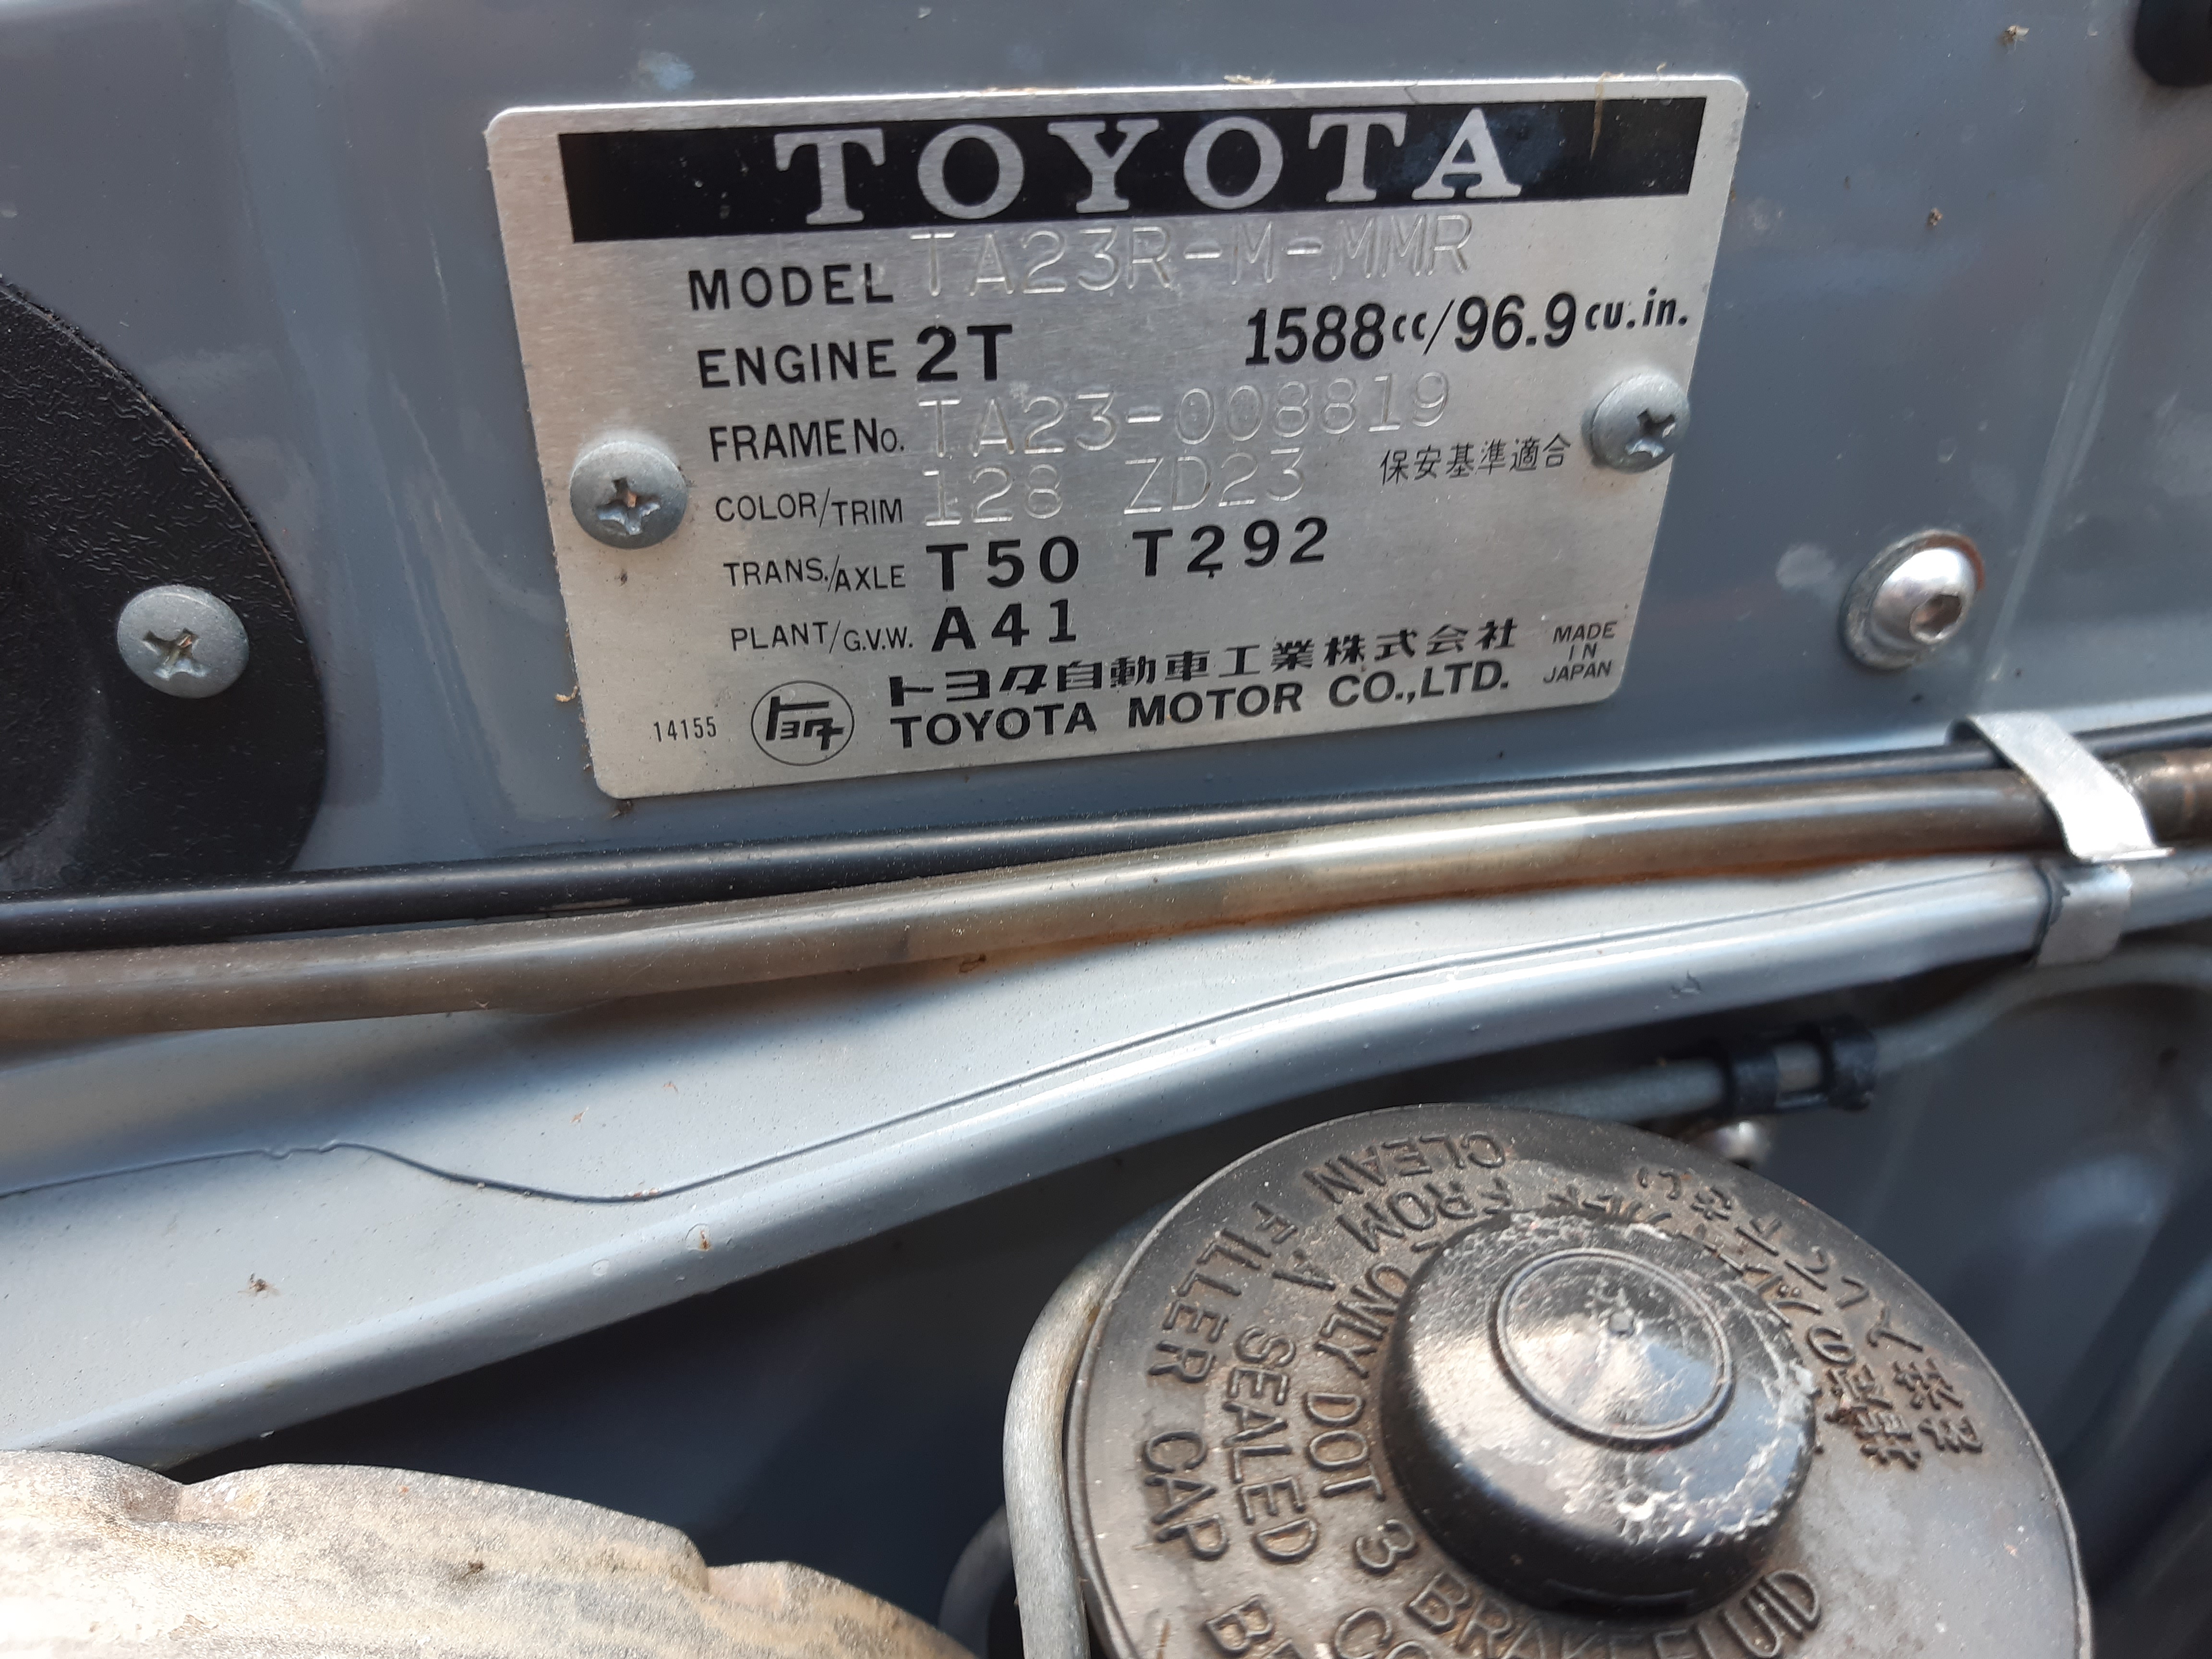 TOYOTA
MODEL TA23R-M-MMR
ENGINE 2T 1588cc/96.9cu.in.
FRAME No. TA23-008819
保安基準適合
COLOR/TRIM 128 ZD23
TRANS./AXLE T50 T292
PLANT/G.V.W. A41
トヨタ自動車工業株式会社
MADE IN JAPAN
14155 トヨタ TOYOTA MOTOR CO.,LTD.
CLEAN
FILLER CAP
FROM A SEALED
ONLY DOT 3 BRAKE FLUID